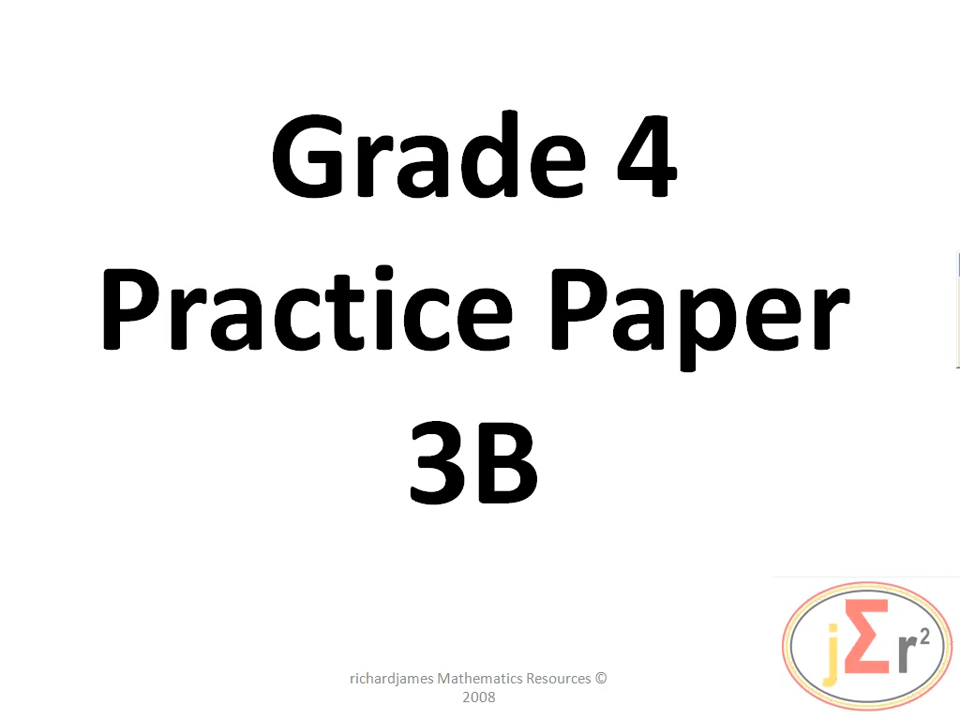 Grade 4
Practice Paper
3B
jΣr²
richardjames Mathematics Resources ©
2008